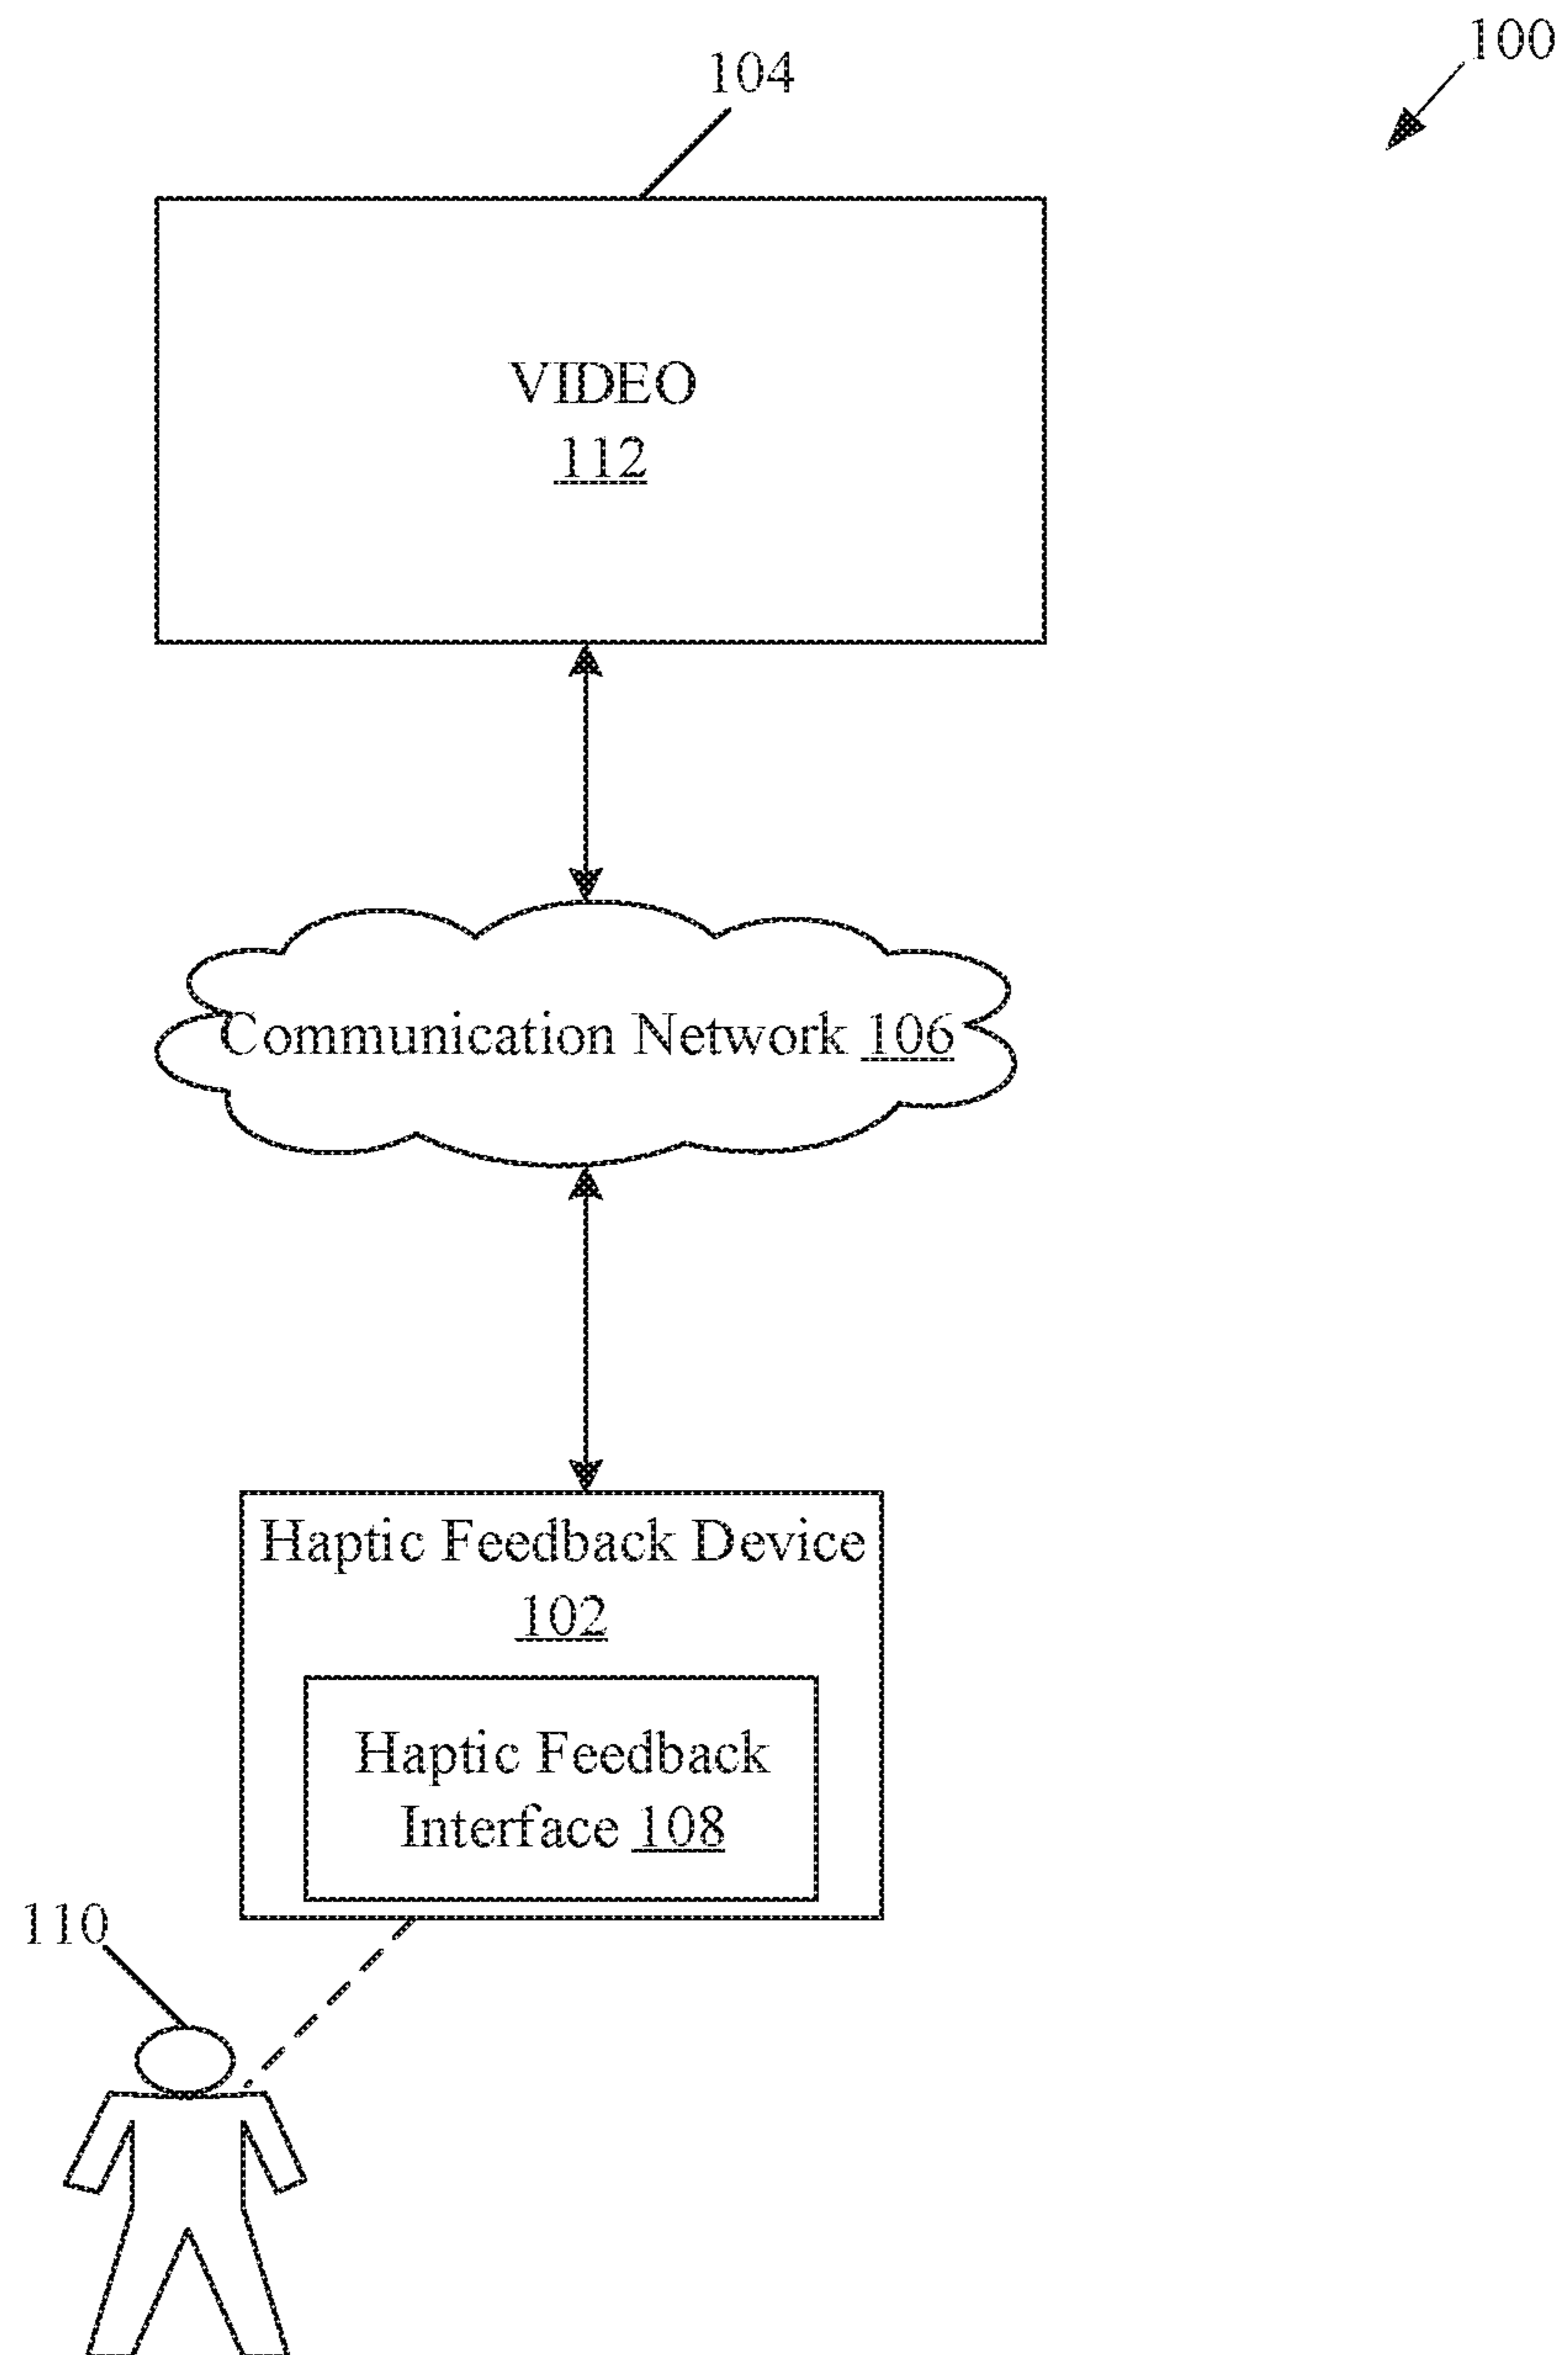 100
104
VIDEO
112
Communication Network 106
Haptic Feedback Device
102
Haptic Feedback
Interface 108
110